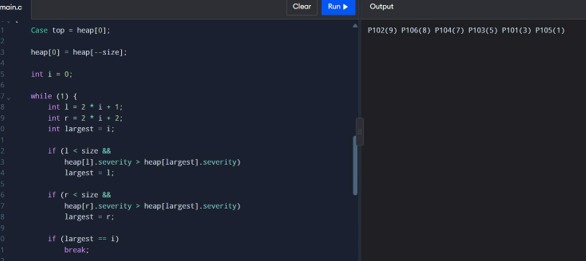 main.c
Clear
Run
Output
Case top = heap[0];
heap[0] = heap[--size];
int i = 0;
while (1) {
int l = 2 * i + 1;
int r = 2 * i + 2;
int largest = i;
if (l < size &&
heap[l].severity > heap[largest].severity)
largest = l;
if (r < size &&
heap[r].severity > heap[largest].severity)
largest = r;
if (largest == i)
break;
P102(9) P106(8) P104(7) P103(5) P101(3) P105(1)